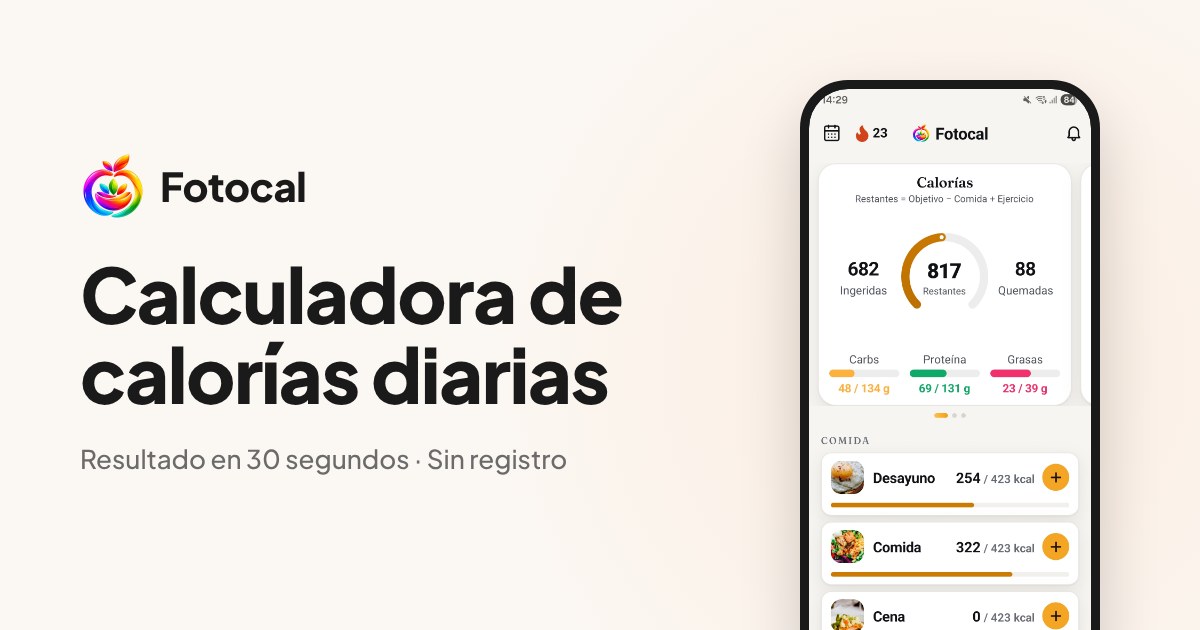 Fotocal
Calculadora de
calorías diarias
Resultado en 30 segundos · Sin registro
14:29
84
23
Fotocal
Calorías
Restantes = Objetivo − Comida + Ejercicio
682
Ingeridas
817
Restantes
88
Quemadas
Carbs
48 / 134 g
Proteína
69 / 131 g
Grasas
23 / 39 g
COMIDA
Desayuno 254 / 423 kcal +
Comida 322 / 423 kcal +
Cena 0 / 423 kcal +